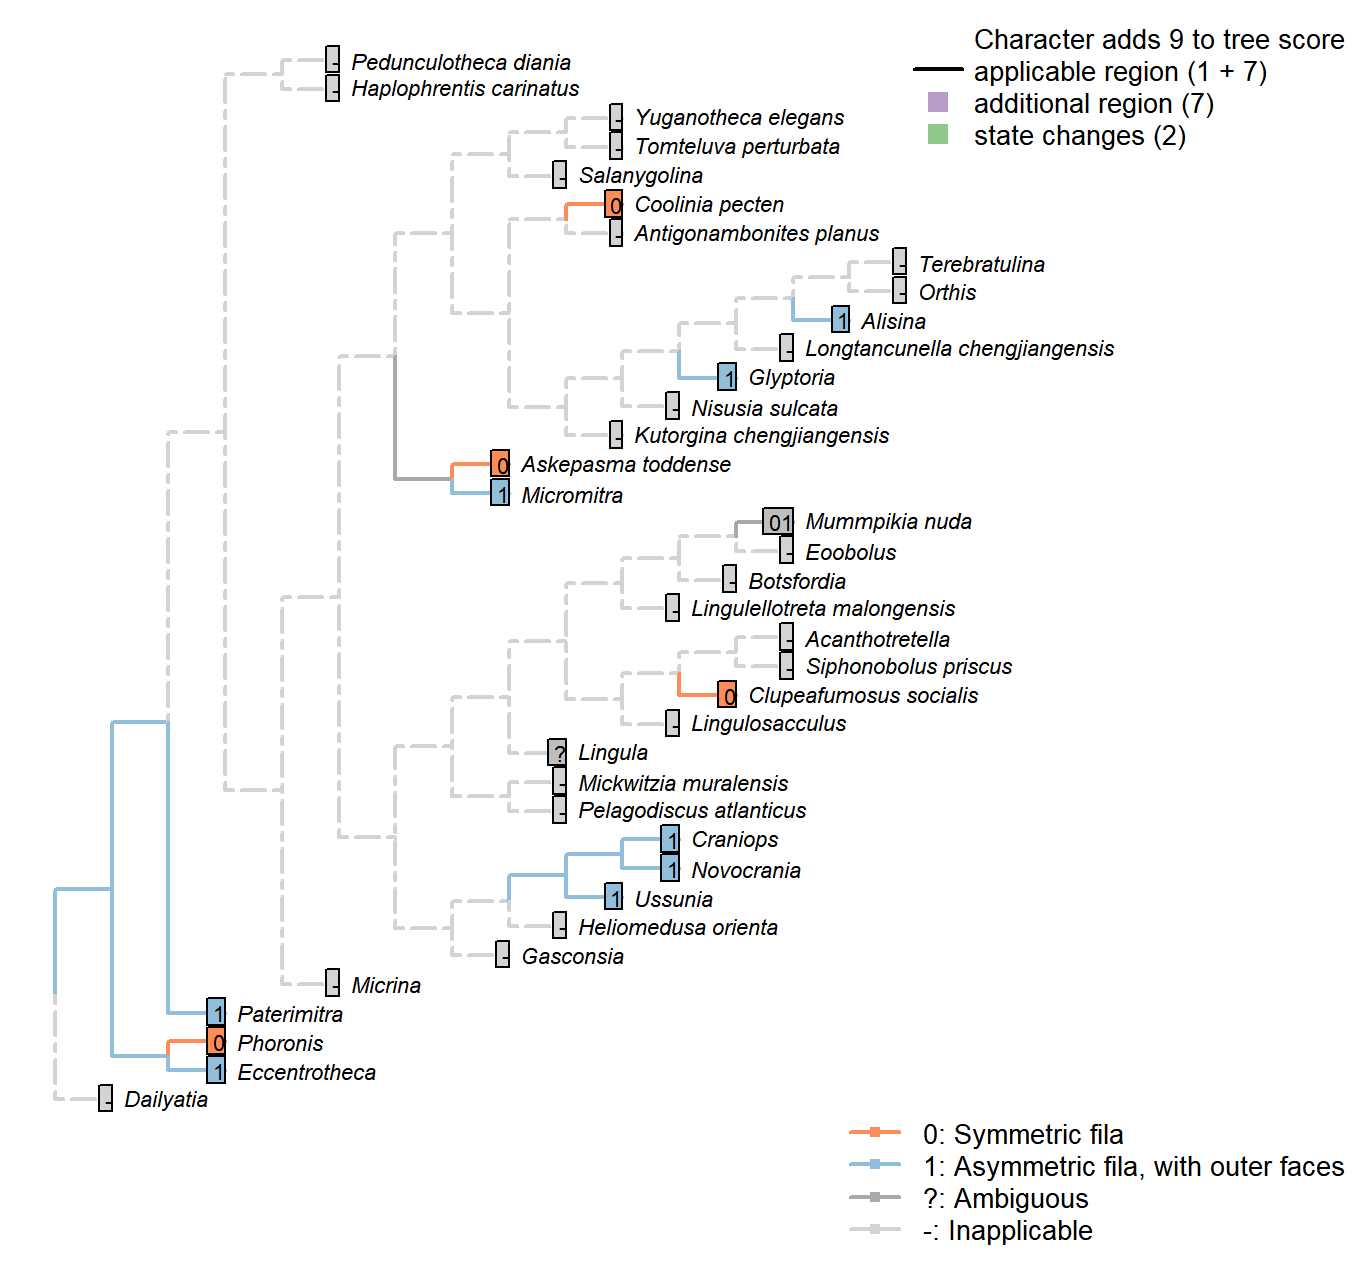 Character adds 9 to tree score
applicable region (1 + 7)
additional region (7)
state changes (2)
- Pedunculotheca diania
- Haplophrentis carinatus
- Yuganotheca elegans
- Tomteluva perturbata
- Salanygolina
0 Coolinia pecten
- Antigonambonites planus
- Terebratulina
- Orthis
1 Alisina
- Longtancunella chengjiangensis
1 Glyptoria
- Nisusia sulcata
- Kutorgina chengjiangensis
0 Askepasma toddense
1 Micromitra
01 Mummpikia nuda
- Eoobolus
- Botsfordia
- Lingulellotreta malongensis
- Acanthotretella
- Siphonobolus priscus
0 Clupeafumosus socialis
- Lingulosacculus
? Lingula
- Mickwitzia muralensis
- Pelagodiscus atlanticus
1 Craniops
1 Novocrania
1 Ussunia
- Heliomedusa orienta
- Gasconsia
- Micrina
1 Paterimitra
0 Phoronis
1 Eccentrotheca
- Dailyatia
0: Symmetric fila
1: Asymmetric fila, with outer faces
?: Ambiguous
-: Inapplicable